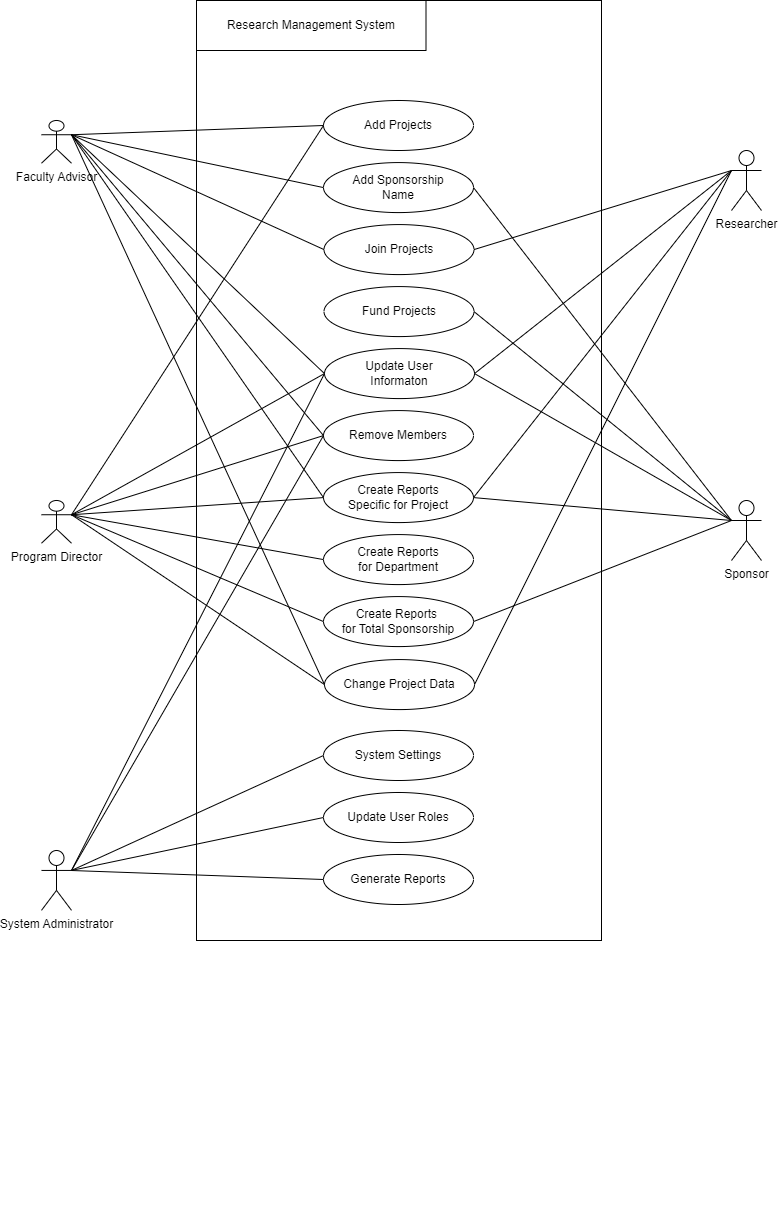 Research Management System
Add Projects
Faculty Advisor
Add Sponsorship
Name
Researcher
Join Projects
Fund Projects
Update User
Informaton
Remove Members
Create Reports
Specific for Project
Program Director
Create Reports
for Department
Sponsor
Create Reports
for Total Sponsorship
Change Project Data
System Settings
Update User Roles
Generate Reports
System Administrator